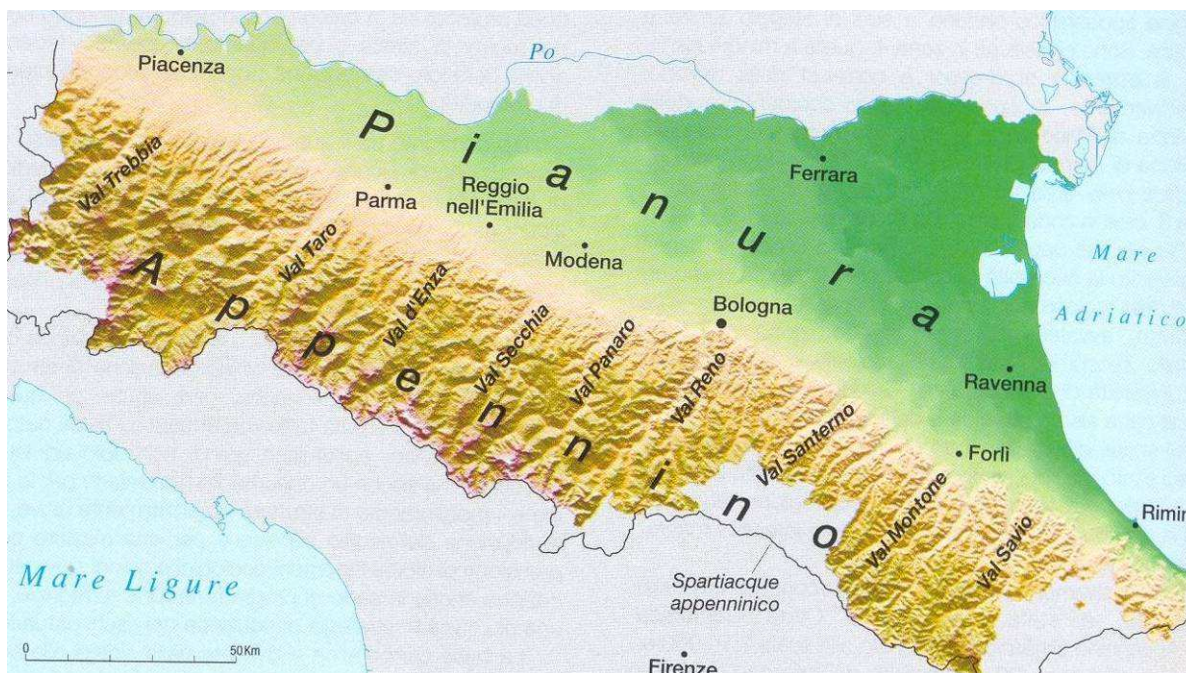 Po
Piacenza
Pianura
Ferrara
Val Trebbia
Reggio
nell'Emilia
Parma
Mare
Adriatico
Val Taro
Modena
Appennino
Val d'Enza
Bologna
Val Secchia
Val Panaro
Val Reno
Ravenna
Val Santerno
Forlì
Val Montone
Val Savio
Rimin
Mare Ligure
Spartiacque
appenninico
0
50Km
Firenze